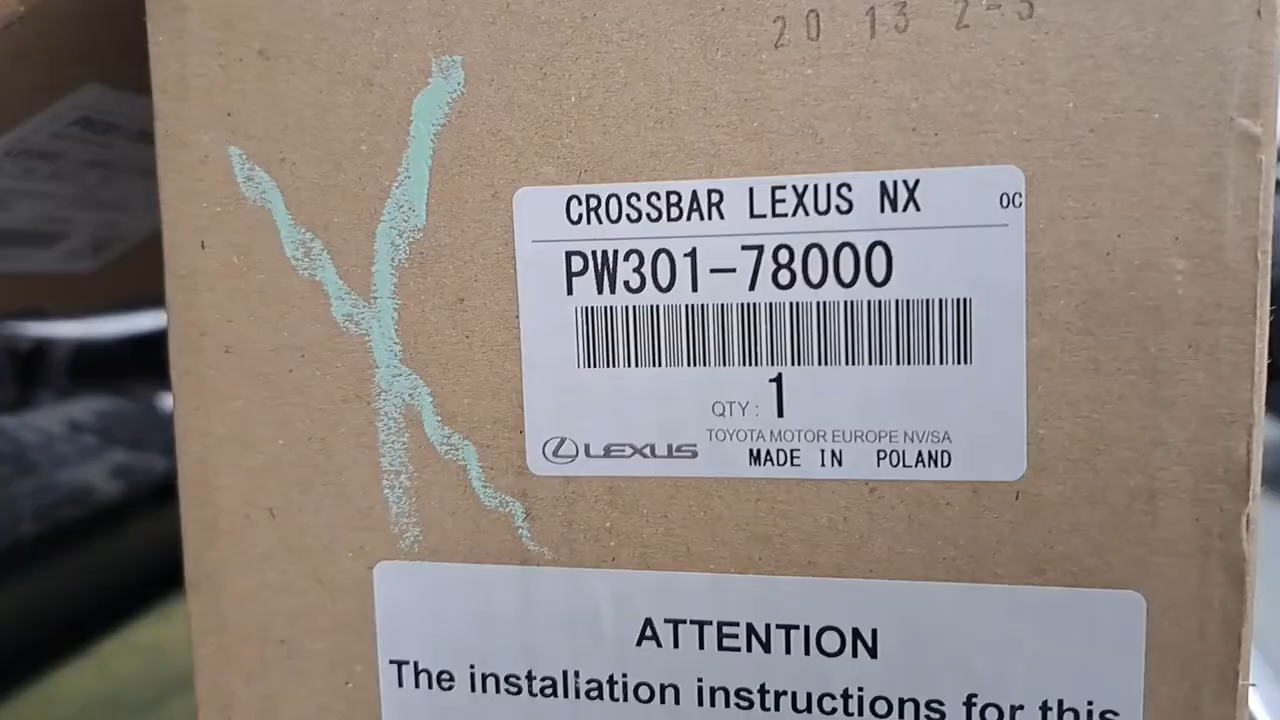 20 13 2-5
CROSSBAR LEXUS NX
OC
PW301-78000
QTY: 1
LEXUS
TOYOTA MOTOR EUROPE NV/SA
MADE IN POLAND
ATTENTION
The installation instructions for this